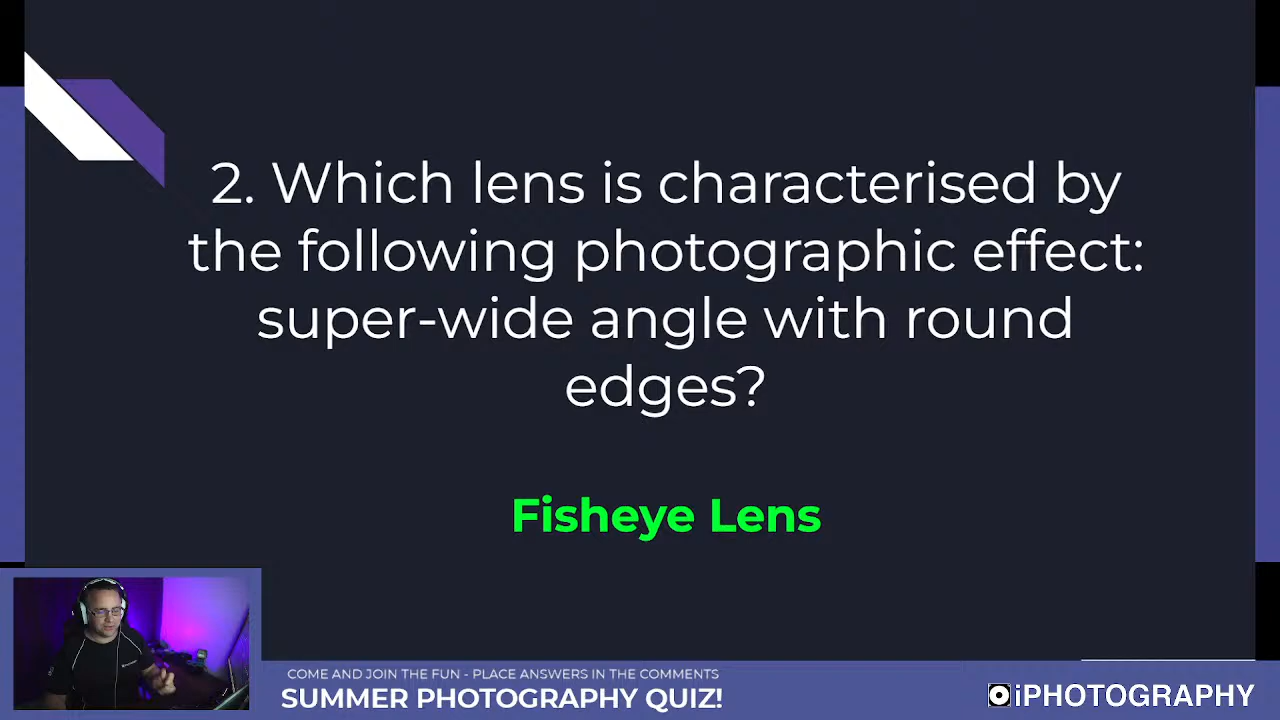 2. Which lens is characterised by
the following photographic effect:
super-wide angle with round
edges?
Fisheye Lens
COME AND JOIN THE FUN - PLACE ANSWERS IN THE COMMENTS
SUMMER PHOTOGRAPHY QUIZ!
iPHOTOGRAPHY